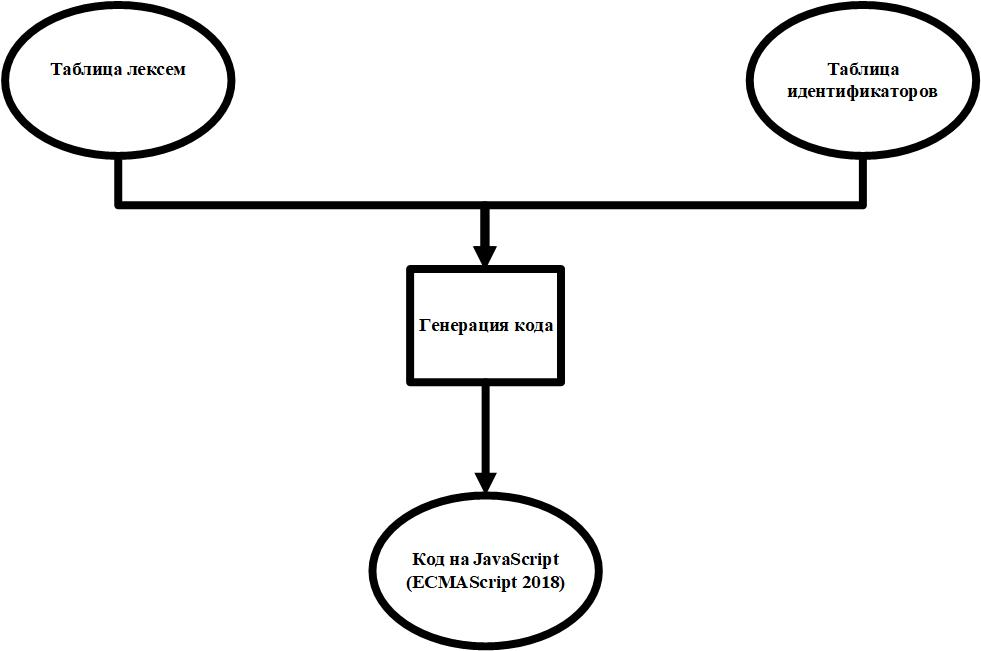 Таблица лексем
Таблица
идентификаторов
Генерация кода
Код на JavaScript
(ECMAScript 2018)